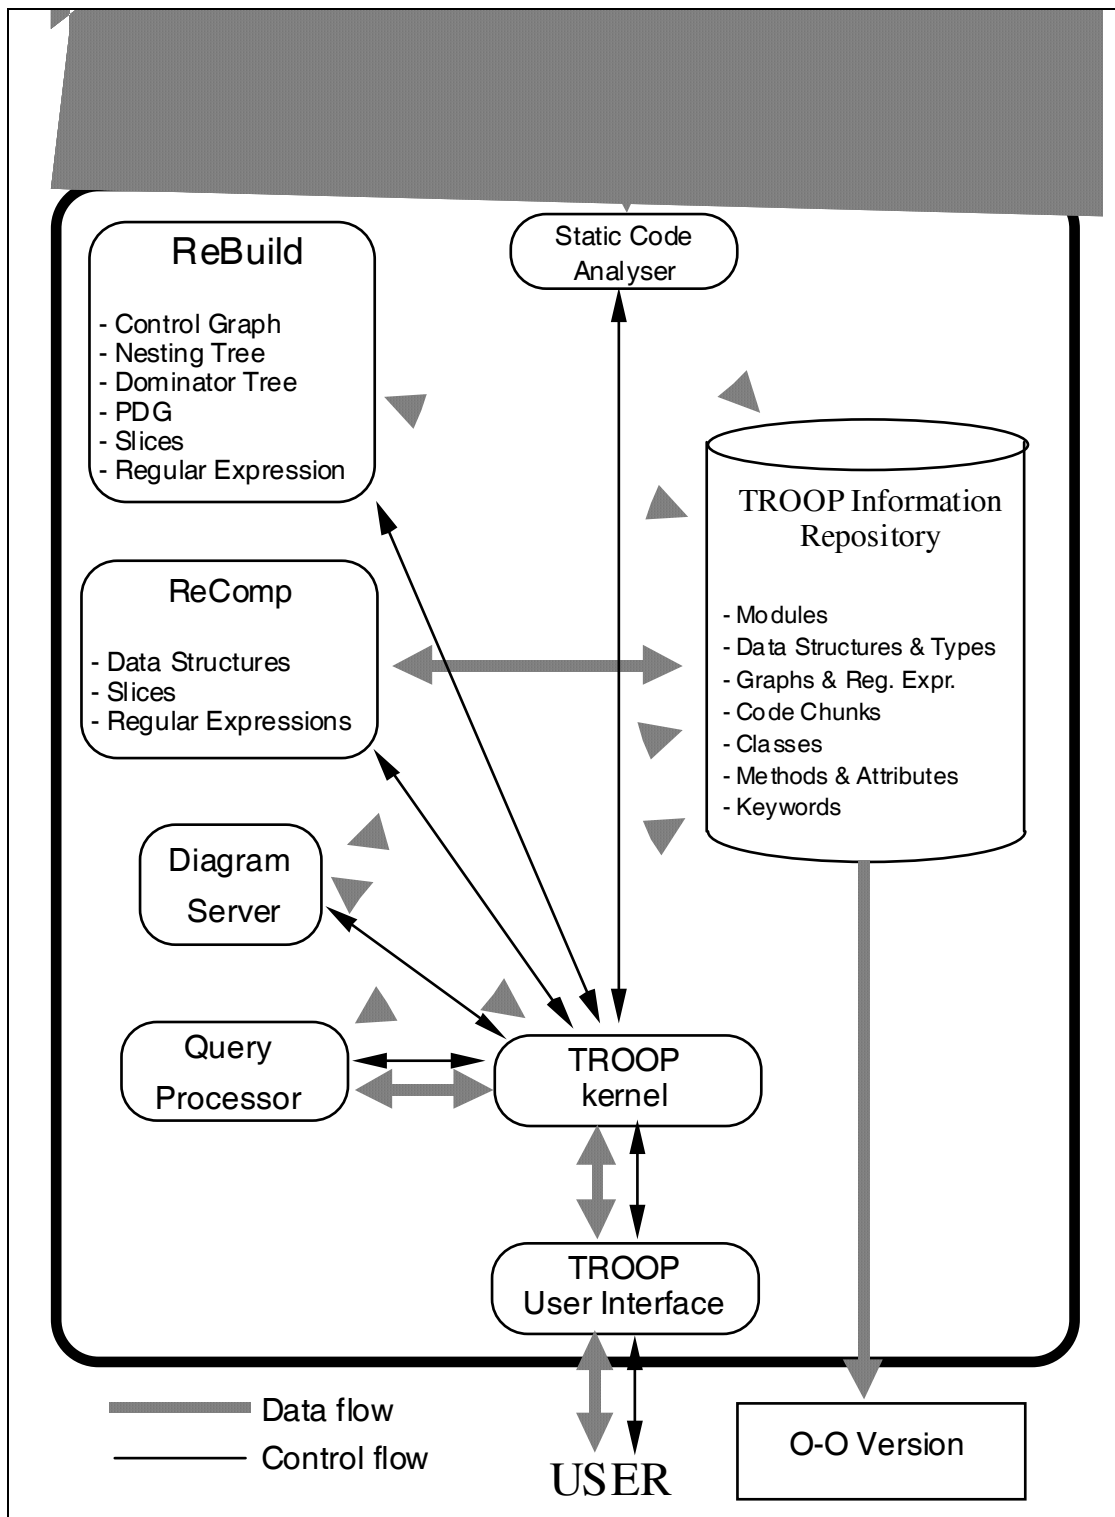 ReBuild
- Control Graph
- Nesting Tree
- Dominator Tree
- PDG
- Slices
- Regular Expression
Static Code
Analyser
TROOP Information
Repository
- Modules
- Data Structures & Types
- Graphs & Reg. Expr.
- Code Chunks
- Classes
- Methods & Attributes
- Keywords
ReComp
- Data Structures
- Slices
- Regular Expressions
Diagram
Server
Query
Processor
TROOP
kernel
TROOP
User Interface
Data flow
Control flow
USER
O-O Version